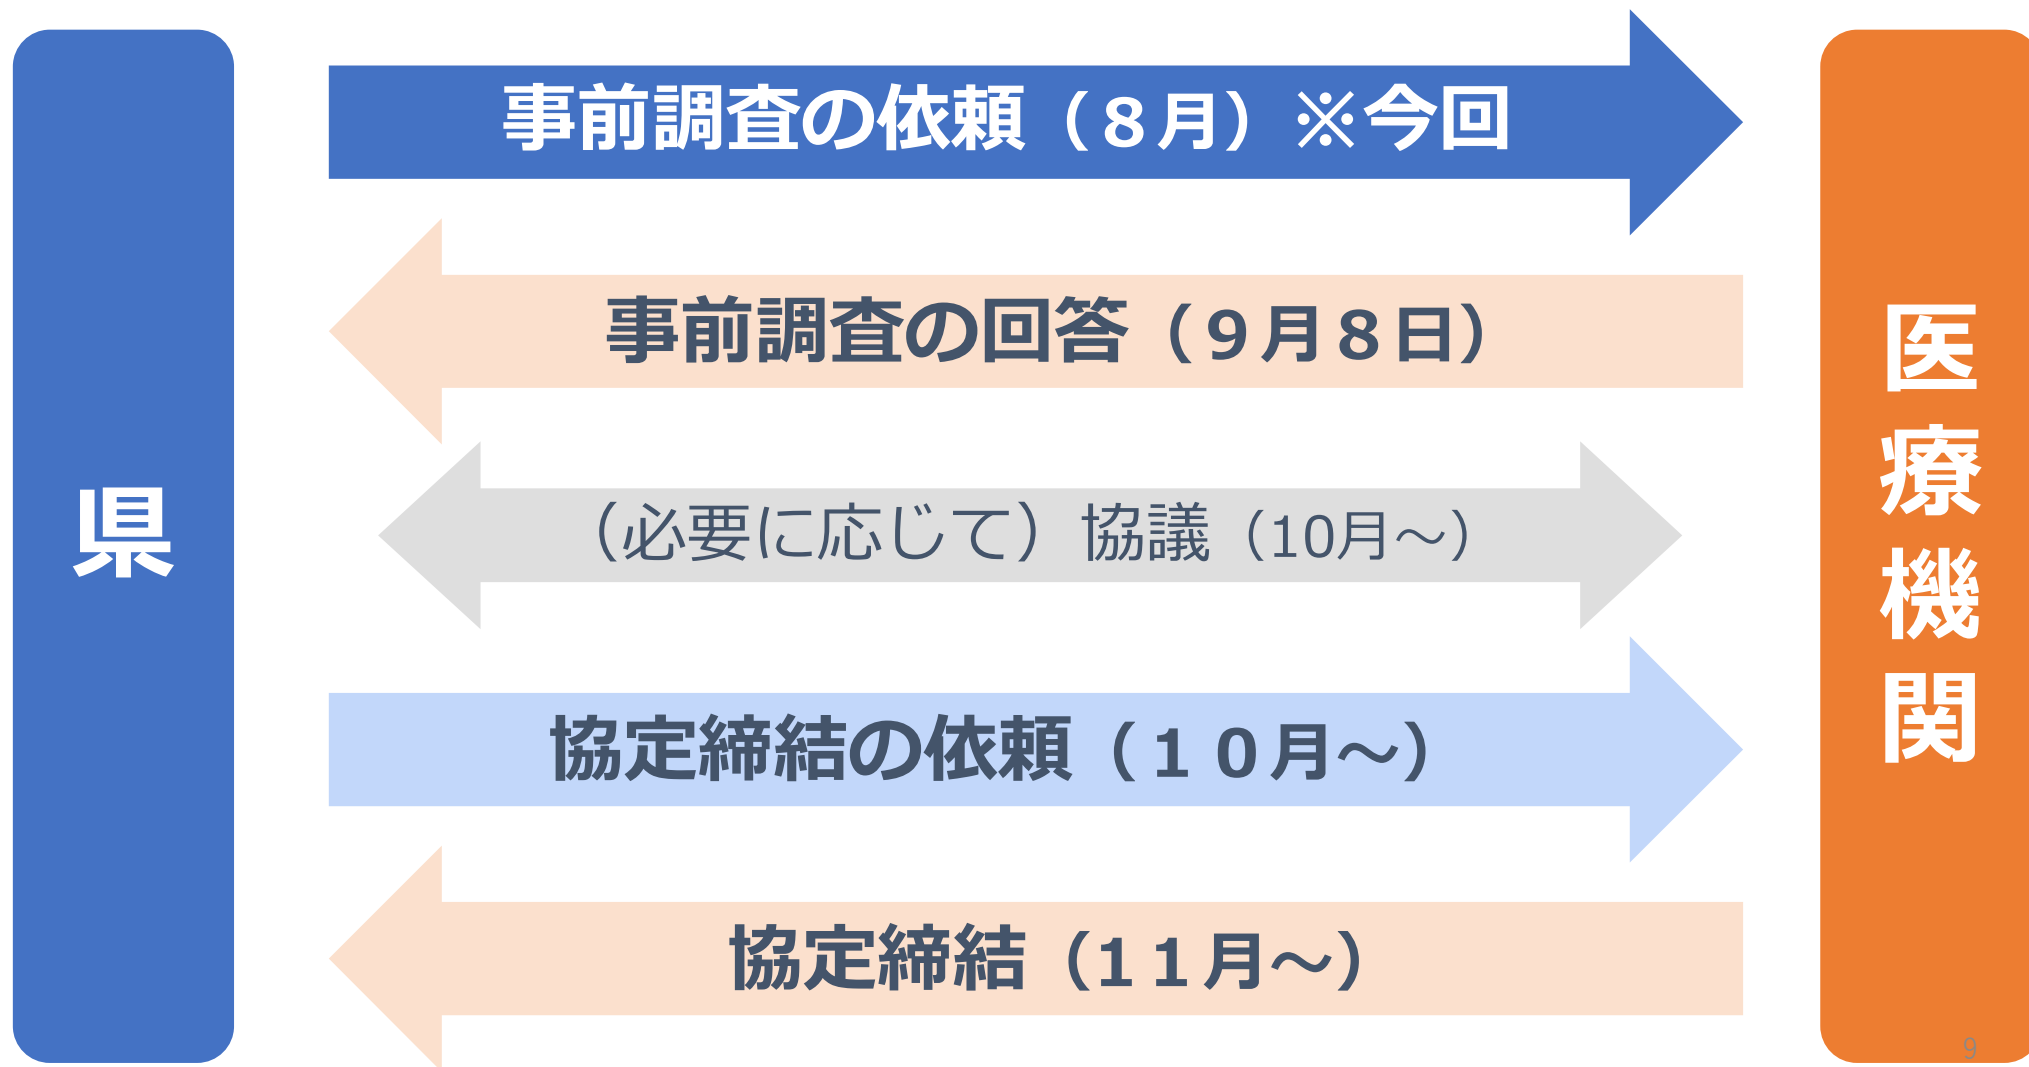 県
事前調査の依頼（８月）※今回
事前調査の回答（９月８日）
（必要に応じて）協議（10月～）
協定締結の依頼（１０月～）
協定締結（１１月～）
医療機関
9